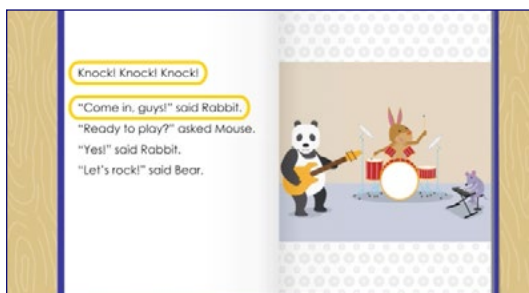 Knock! Knock! Knock!
“Come in, guys!” said Rabbit.
“Ready to play?” asked Mouse.
“Yes!” said Rabbit.
“Let’s rock!” said Bear.